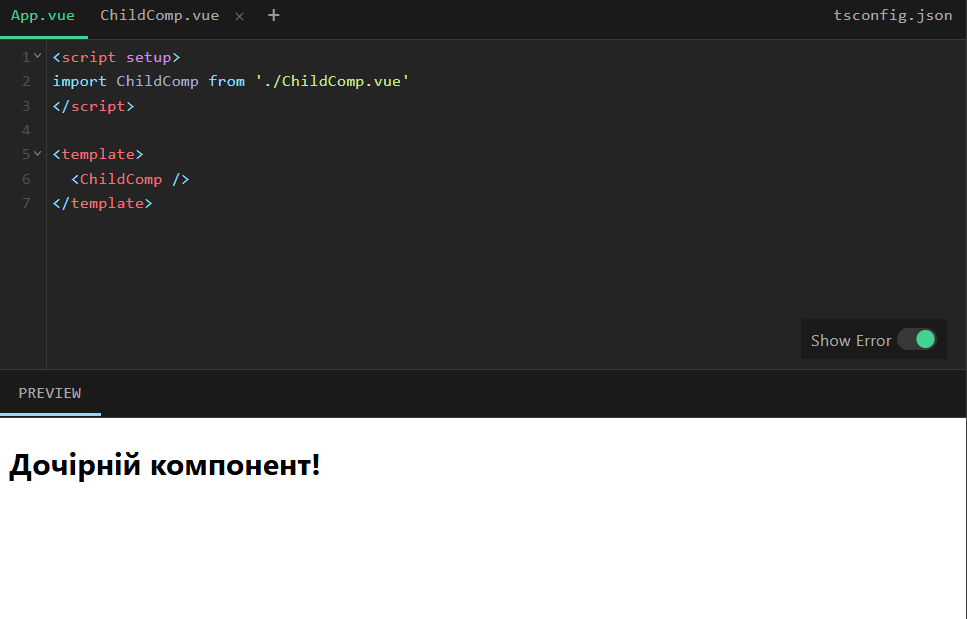 App.vue ChildComp.vue × + tsconfig.json
1 <script setup>
2 import ChildComp from './ChildComp.vue'
3 </script>
4
5 <template>
6   <ChildComp />
7 </template>
Show Error
PREVIEW
Дочірній компонент!